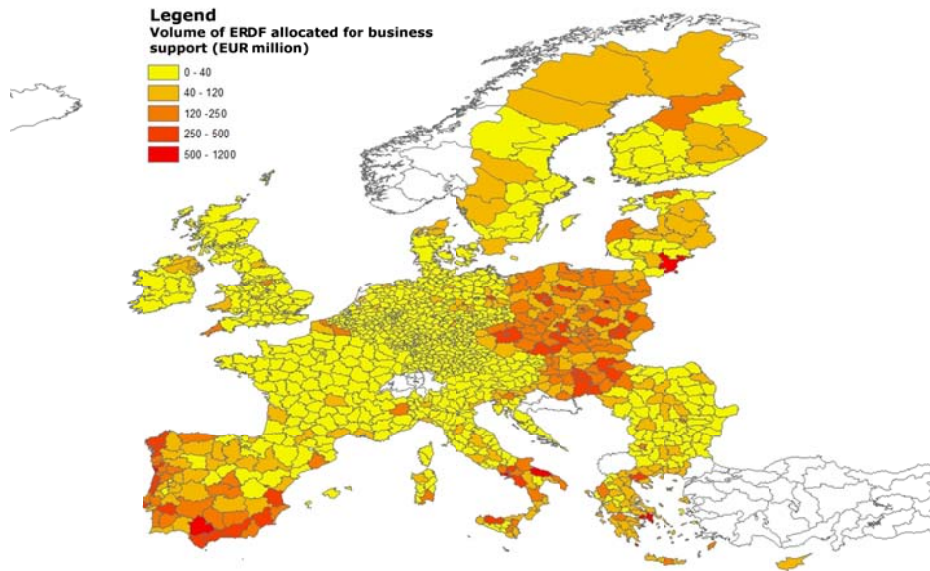 Legend
Volume of ERDF allocated for business
support (EUR million)
0 - 40
40 - 120
120 -250
250 - 500
500 - 1200